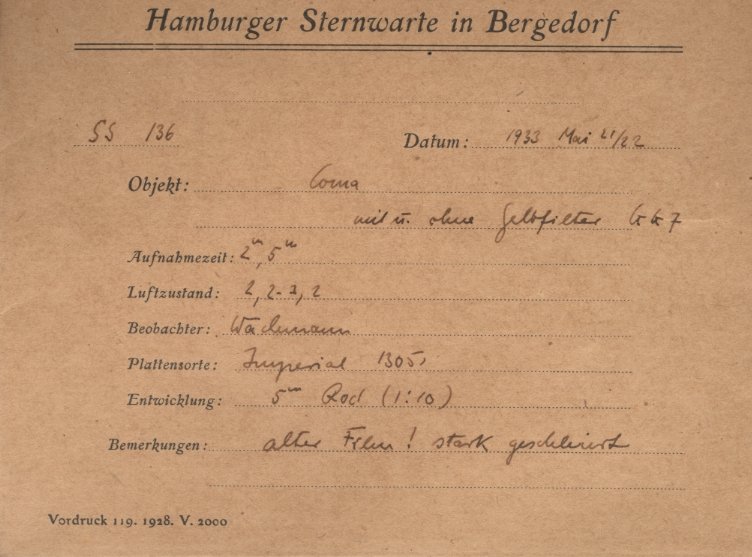 Hamburger Sternwarte in Bergedorf
SS 136 Datum: 1933 Mai 21/22
Objekt: Coma
mit u. ohne Gelbfilter GG7
Aufnahmezeit: 2ᵐ, 5ᵐ
Luftzustand: 2, 2-3, 2
Beobachter: Wachmann
Plattensorte: Imperial 1305
Entwicklung: 5ᵐ Rod (1:10)
Bemerkungen: alter Film! stark geschleiert
Vordruck 119. 1928. V. 2000